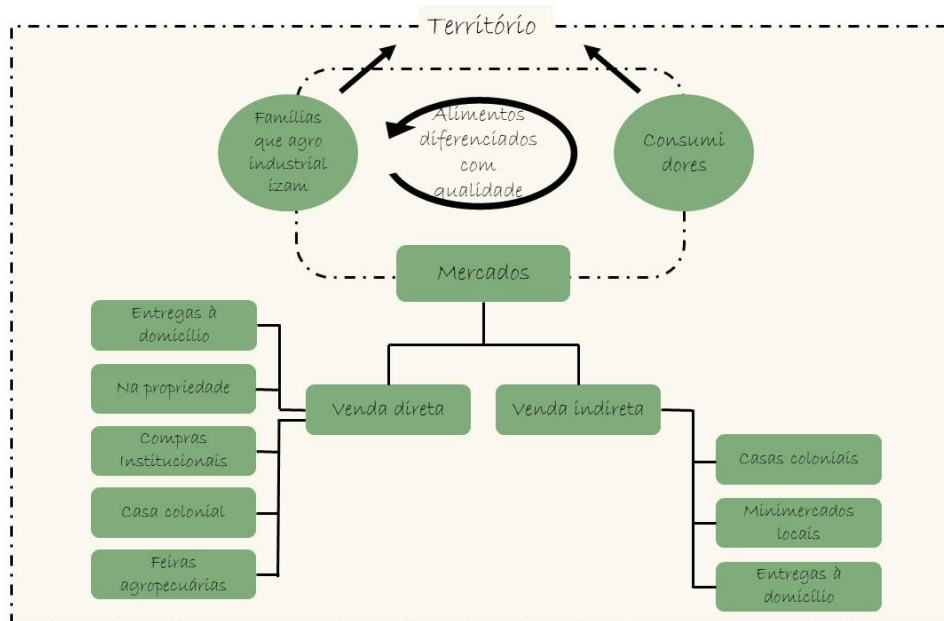 Território
Famílias
que agro
industrial
izam
Alimentos
diferenciados
com
qualidade
Consumi
dores
Mercados
Entregas à
domicílio
Na propriedade
Compras
Institucionais
Casa colonial
Feiras
agropecuárias
Venda direta
Venda indireta
Casas coloniais
Minimercados
locais
Entregas à
domicílio